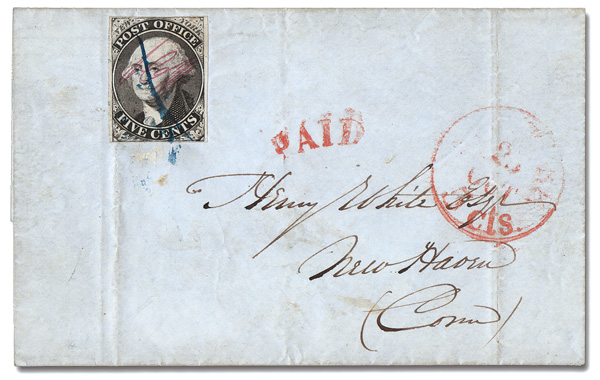 POST OFFICE
FIVE CENTS
PAID
cts.
Henry White Esqr
New Haven
(Conn)